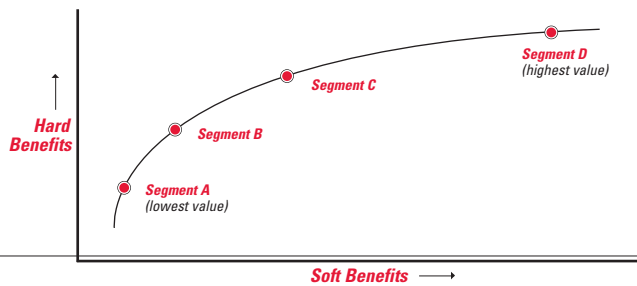 Segment D
(highest value)
Segment C
Hard
Benefits
Segment B
Segment A
(lowest value)
Soft Benefits